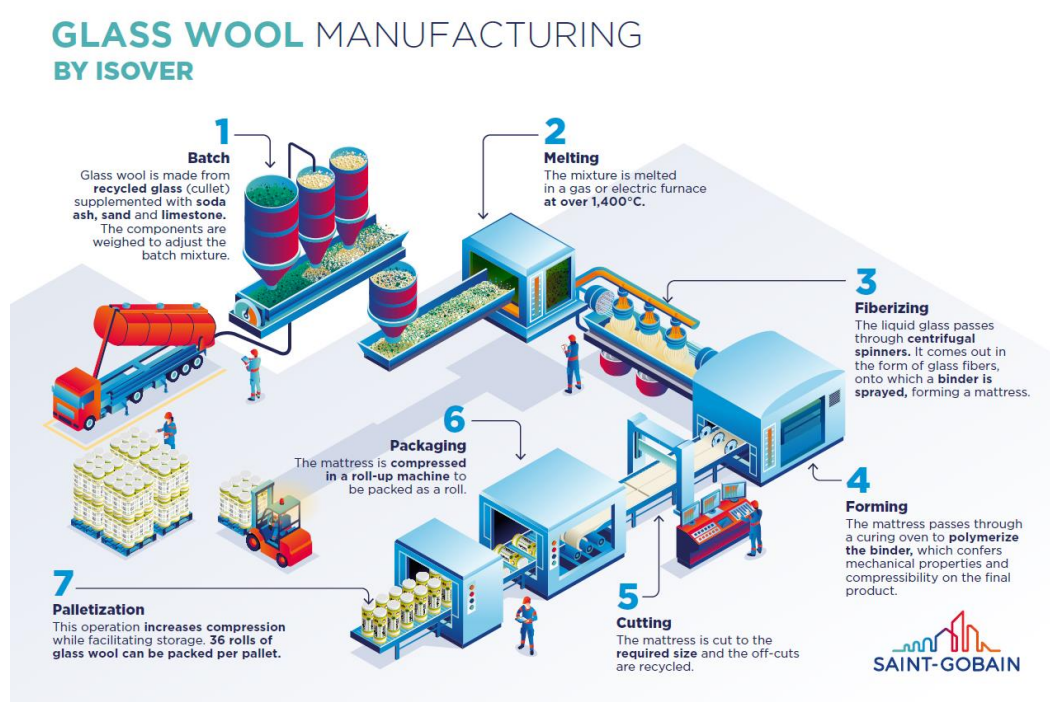 GLASS WOOL MANUFACTURING
BY ISOVER
1
Batch
Glass wool is made from
recycled glass (cullet)
supplemented with soda
ash, sand and limestone.
The components are
weighed to adjust the
batch mixture.
2
Melting
The mixture is melted
in a gas or electric furnace
at over 1,400°C.
3
Fiberizing
The liquid glass passes
through centrifugal
spinners. It comes out in
the form of glass fibers,
onto which a binder is
sprayed, forming a mattress.
4
Forming
The mattress passes through
a curing oven to polymerize
the binder, which confers
mechanical properties and
compressibility on the final
product.
5
Cutting
The mattress is cut to the
required size and the off-cuts
are recycled.
6
Packaging
The mattress is compressed
in a roll-up machine to
be packed as a roll.
7
Palletization
This operation increases compression
while facilitating storage. 36 rolls of
glass wool can be packed per pallet.
SAINT-GOBAIN